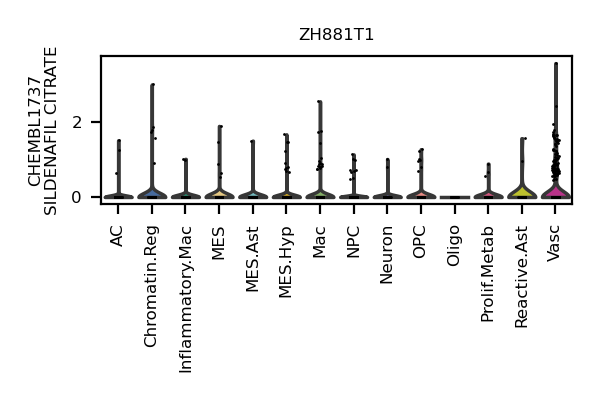 ZH881T1
CHEMBL1737
SILDENAFIL CITRATE
2
0
AC
Chromatin.Reg
Inflammatory.Mac
MES
MES.Ast
MES.Hyp
Mac
NPC
Neuron
OPC
Oligo
Prolif.Metab
Reactive.Ast
Vasc